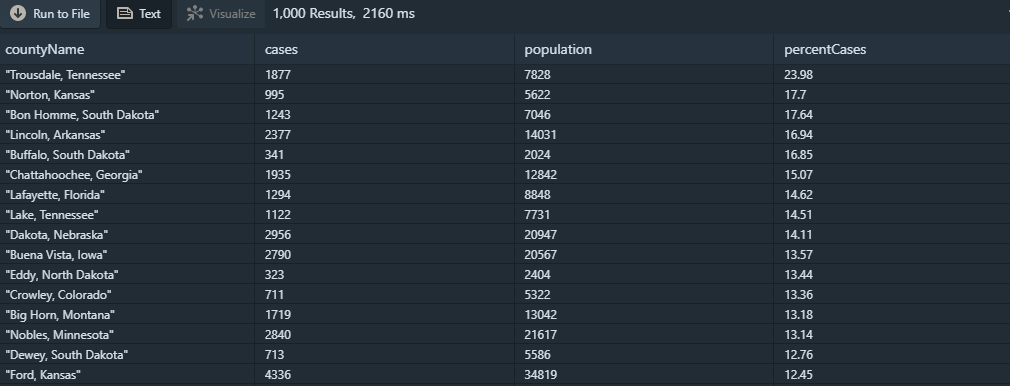 Run to File Text Visualize 1,000 Results, 2160 ms
countyName cases population percentCases
"Trousdale, Tennessee" 1877 7828 23.98
"Norton, Kansas" 995 5622 17.7
"Bon Homme, South Dakota" 1243 7046 17.64
"Lincoln, Arkansas" 2377 14031 16.94
"Buffalo, South Dakota" 341 2024 16.85
"Chattahoochee, Georgia" 1935 12842 15.07
"Lafayette, Florida" 1294 8848 14.62
"Lake, Tennessee" 1122 7731 14.51
"Dakota, Nebraska" 2956 20947 14.11
"Buena Vista, Iowa" 2790 20567 13.57
"Eddy, North Dakota" 323 2404 13.44
"Crowley, Colorado" 711 5322 13.36
"Big Horn, Montana" 1719 13042 13.18
"Nobles, Minnesota" 2840 21617 13.14
"Dewey, South Dakota" 713 5586 12.76
"Ford, Kansas" 4336 34819 12.45